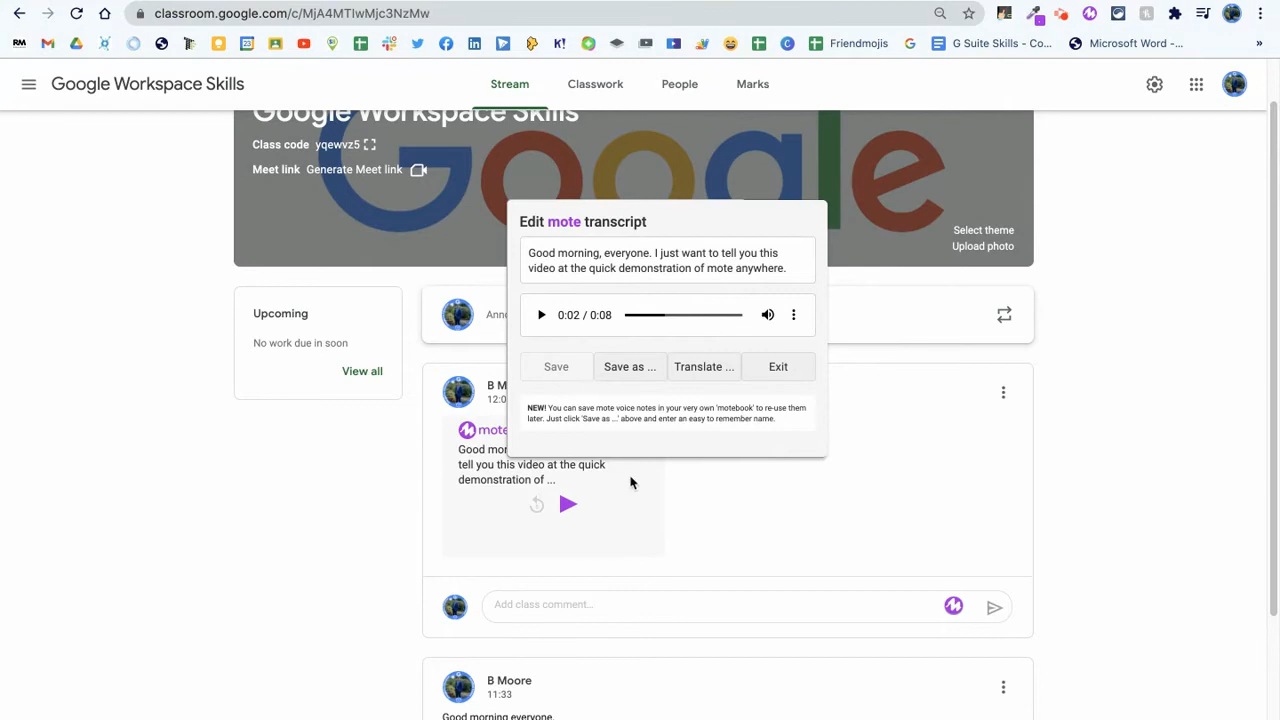 classroom.google.com/c/MjA4MTIwMjc3NzMw
Friendmojis
G Suite Skills - Co...
Microsoft Word -...
»
Google Workspace Skills
Stream
Classwork
People
Marks
Google Workspace Skills
Class code yqewvz5
Meet link Generate Meet link
Google
Select theme
Upload photo
Upcoming
No work due in soon
View all
Anno
Edit mote transcript
Good morning, everyone. I just want to tell you this
video at the quick demonstration of mote anywhere.
0:02 / 0:08
Save
Save as ...
Translate ...
Exit
NEW! You can save mote voice notes in your very own 'motebook' to re-use them
later. Just click 'Save as ...' above and enter an easy to remember name.
B M
12:0
mote
Good mor
tell you this video at the quick
demonstration of ...
5
Add class comment...
B Moore
11:33
Good morning everyone,